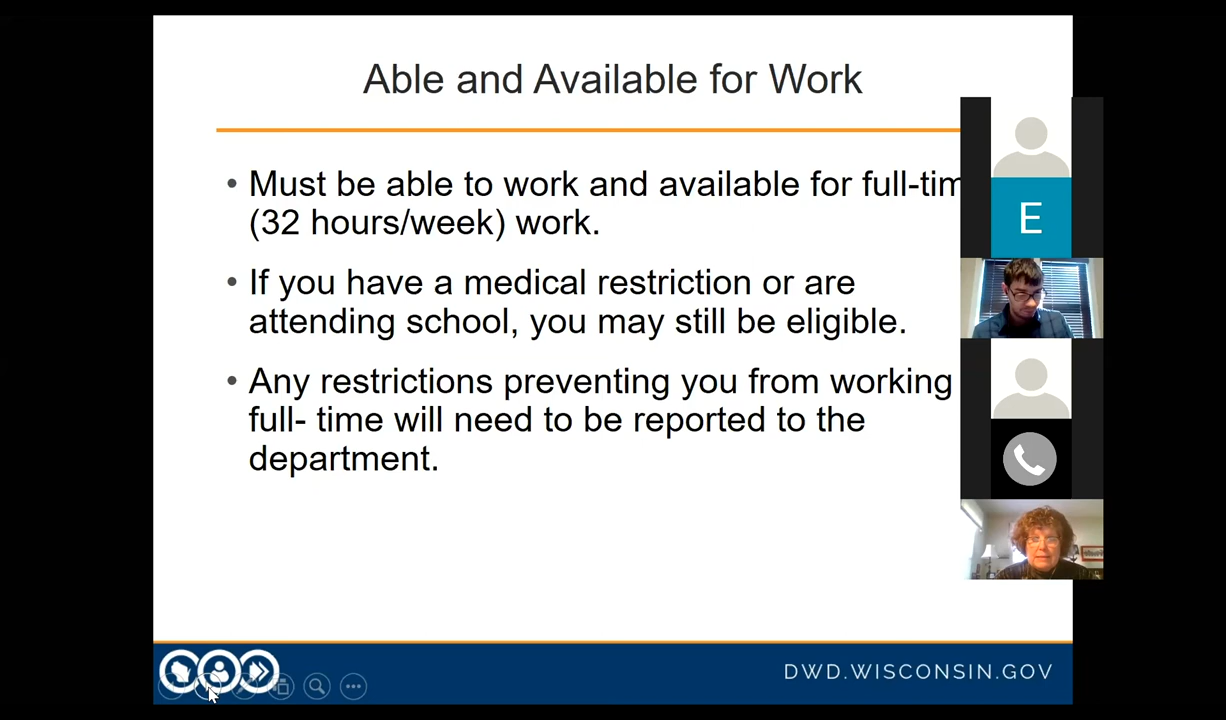 Able and Available for Work
• Must be able to work and available for full-tim
(32 hours/week) work.
• If you have a medical restriction or are
attending school, you may still be eligible.
• Any restrictions preventing you from working
full- time will need to be reported to the
department.
E
DWD.WISCONSIN.GOV